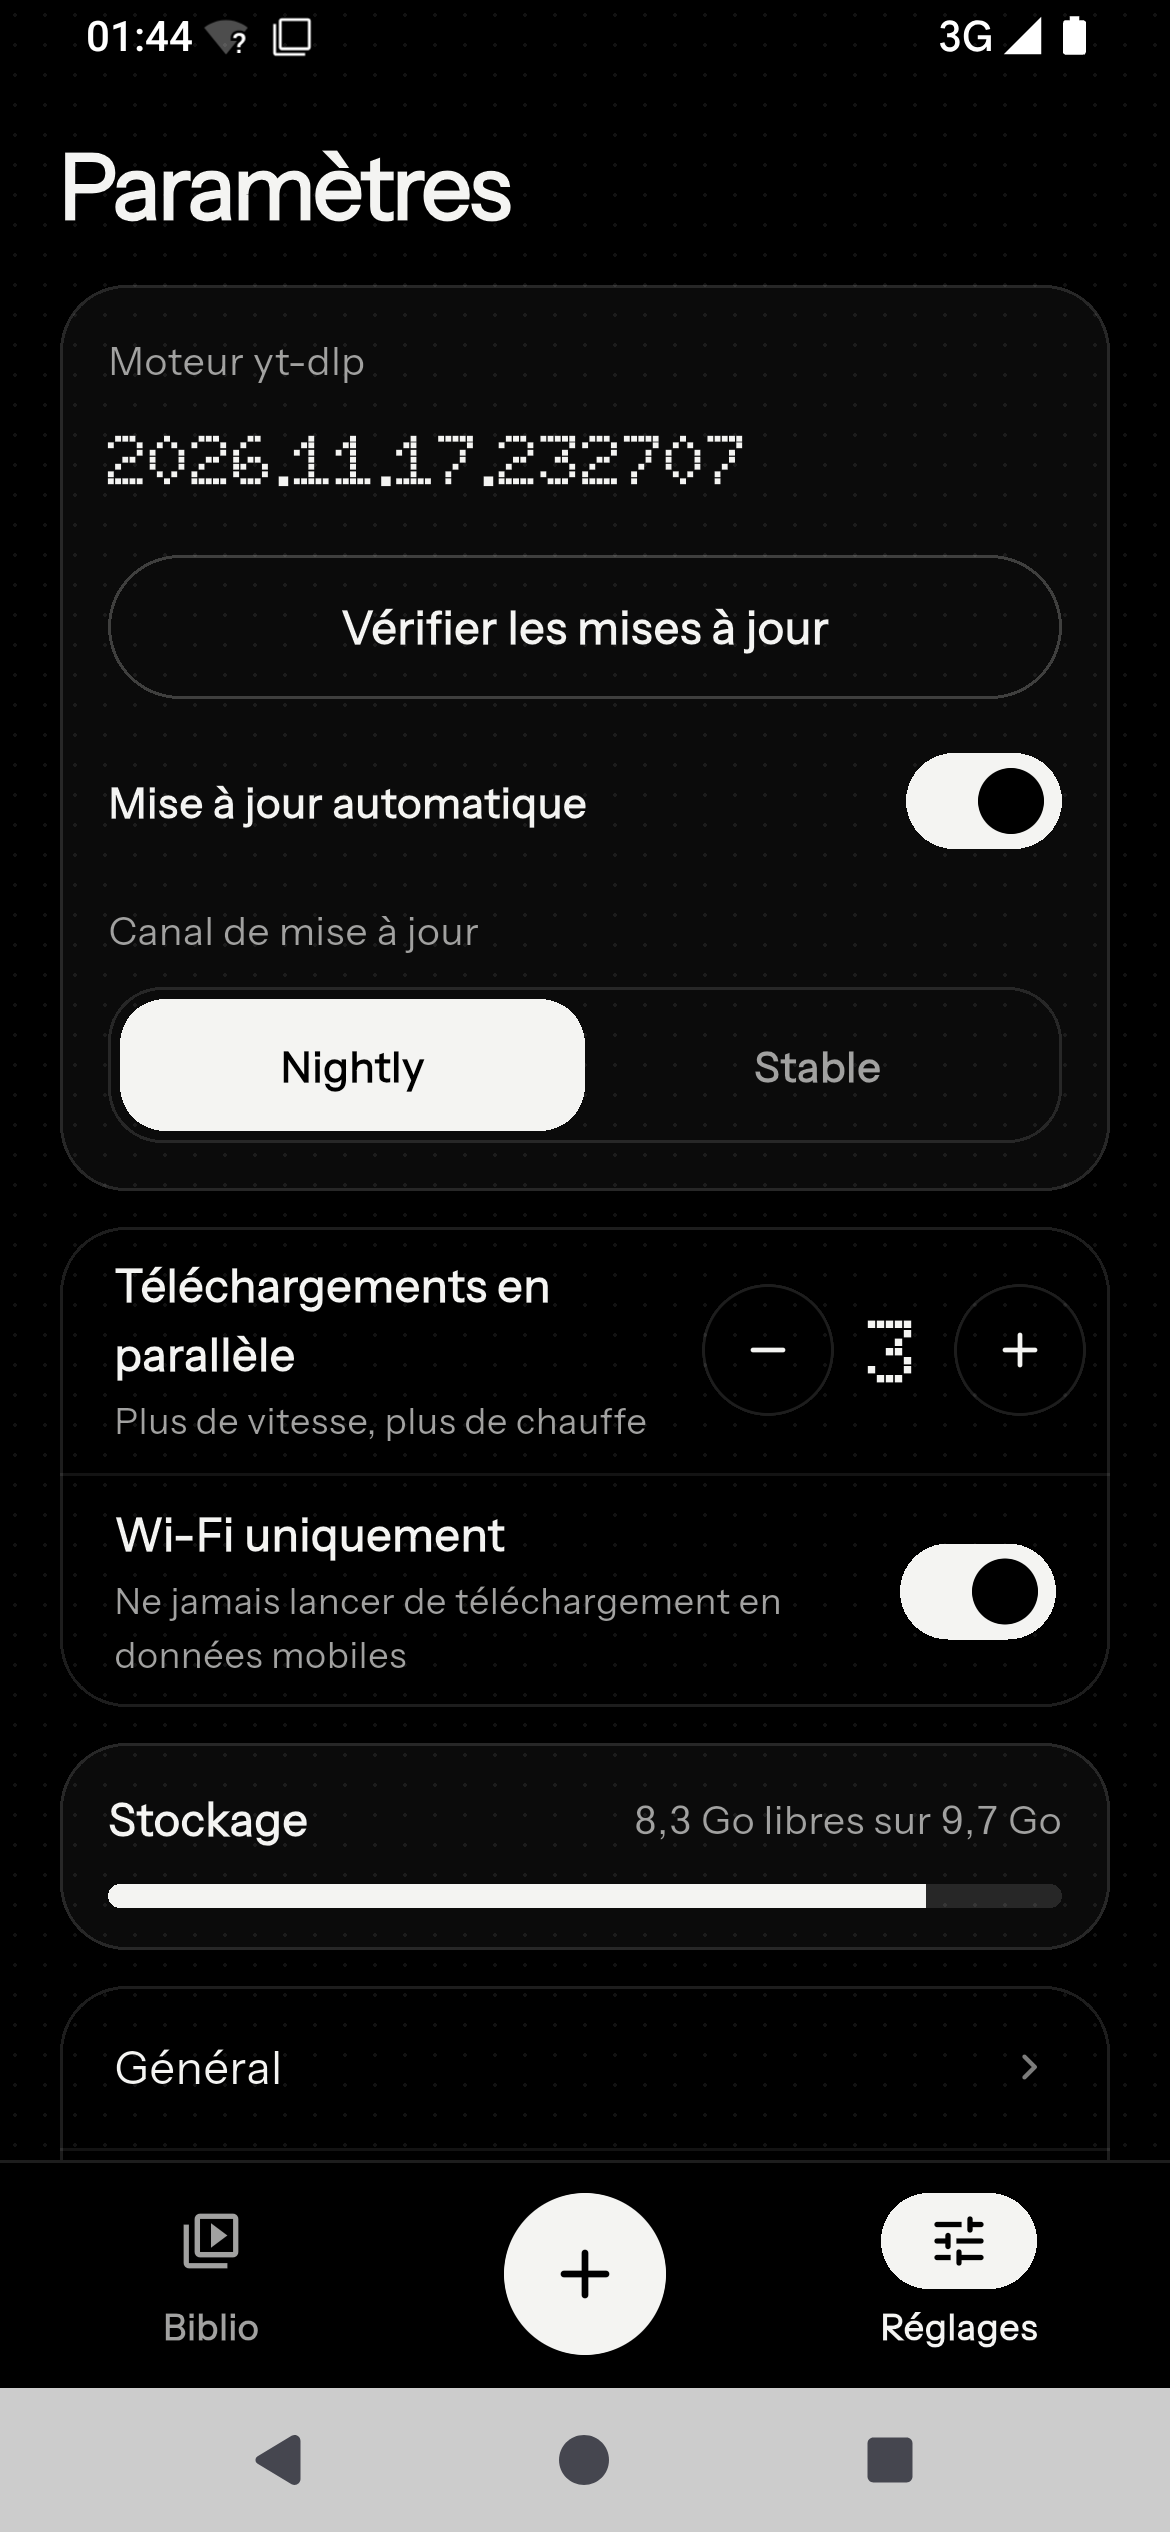 01:44
3G
Paramètres
Moteur yt-dlp
2026.11.17.232707
Vérifier les mises à jour
Mise à jour automatique
Canal de mise à jour
Nightly
Stable
Téléchargements en
parallèle
Plus de vitesse, plus de chauffe
3
Wi-Fi uniquement
Ne jamais lancer de téléchargement en
données mobiles
Stockage
8,3 Go libres sur 9,7 Go
Général
Biblio
Réglages